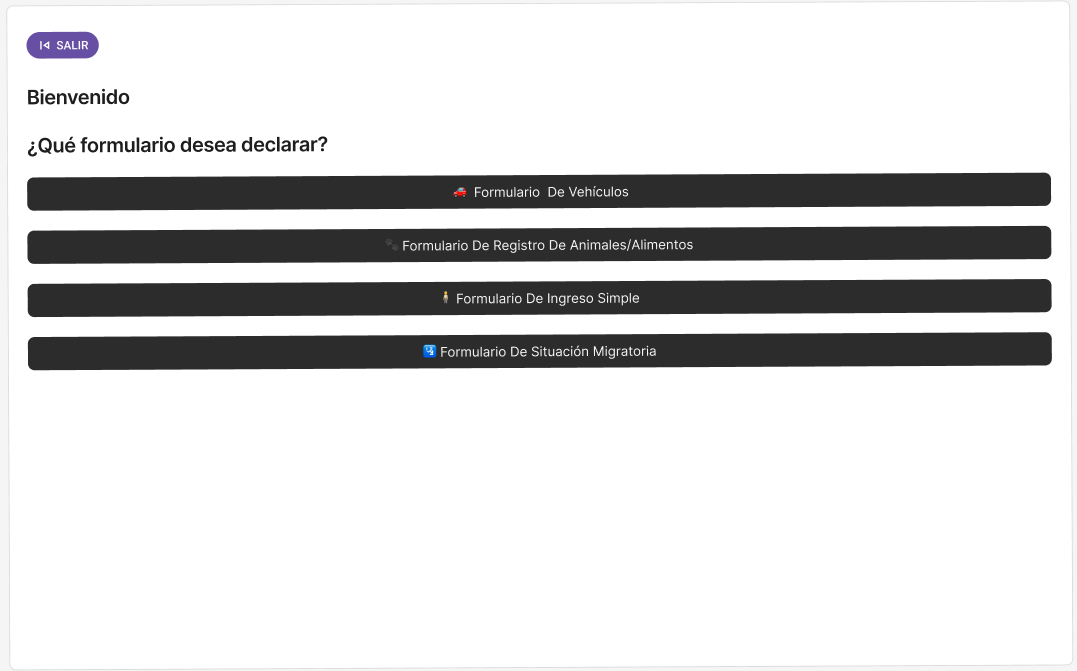 SALIR
Bienvenido
¿Qué formulario desea declarar?
🚗 Formulario De Vehículos
🐾 Formulario De Registro De Animales/Alimentos
🧍 Formulario De Ingreso Simple
🛂 Formulario De Situación Migratoria